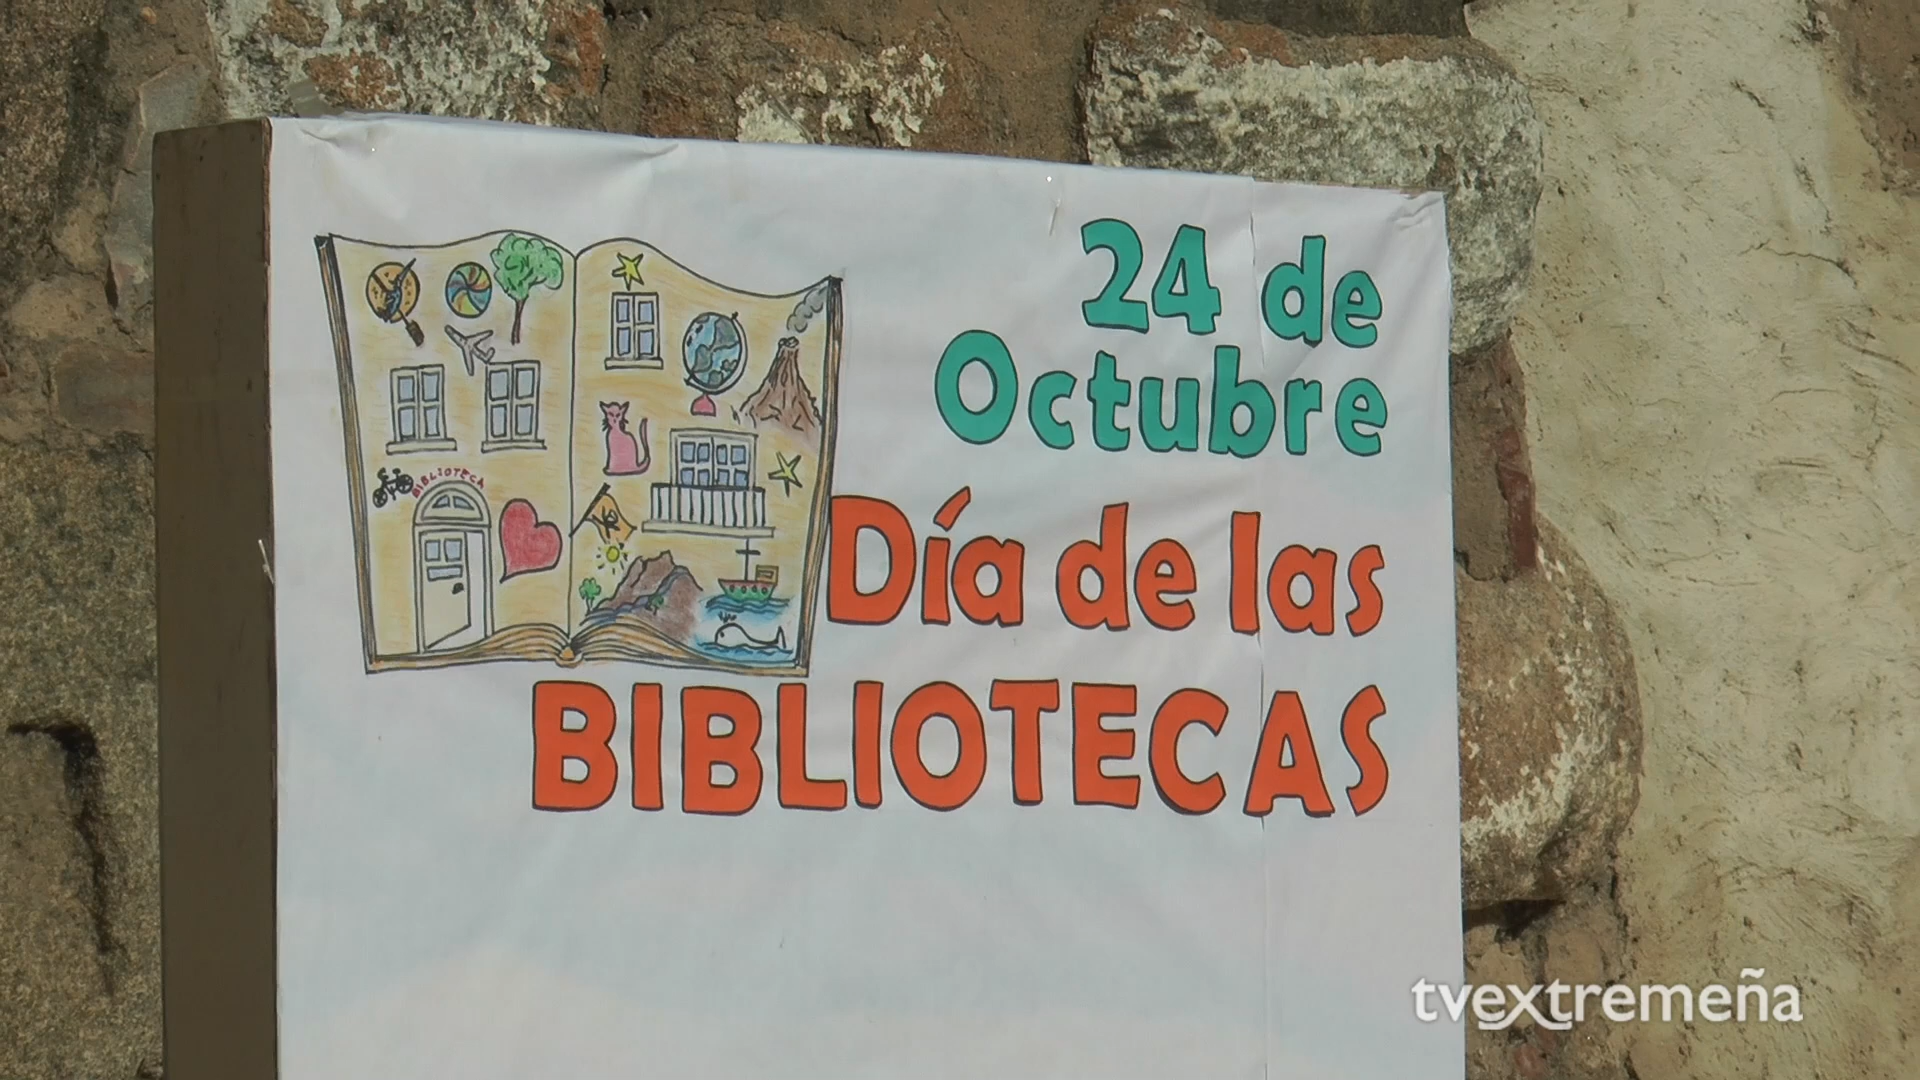 24 de
Octubre
BIBLIOTECA
Día de las
BIBLIOTECAS
tvextremeña